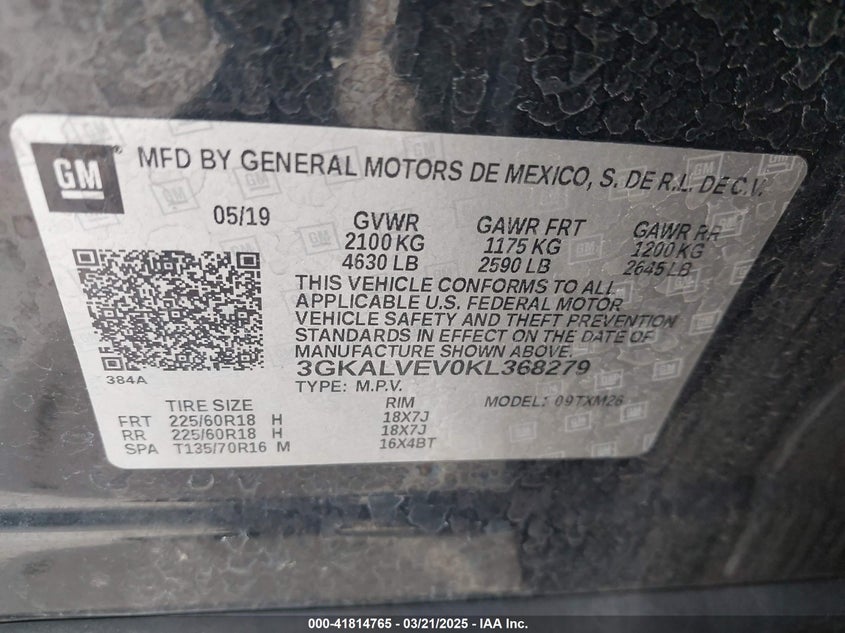 GM
MFD BY GENERAL MOTORS DE MEXICO, S. DE R.L. DE C.V.
05/19 GVWR GAWR FRT GAWR RR
2100 KG 1175 KG 1200 KG
4630 LB 2590 LB 2645 LB
THIS VEHICLE CONFORMS TO ALL
APPLICABLE U.S. FEDERAL MOTOR
VEHICLE SAFETY AND THEFT PREVENTION
STANDARDS IN EFFECT ON THE DATE OF
MANUFACTURE SHOWN ABOVE.
384A
3GKALVEV0KL368279
TYPE: M.P.V. MODEL: 09TXM26
TIRE SIZE RIM
FRT 225/60R18 H 18X7J
RR 225/60R18 H 18X7J
SPA T135/70R16 M 16X4BT
000-41814765 — 03/21/2025 — IAA Inc.